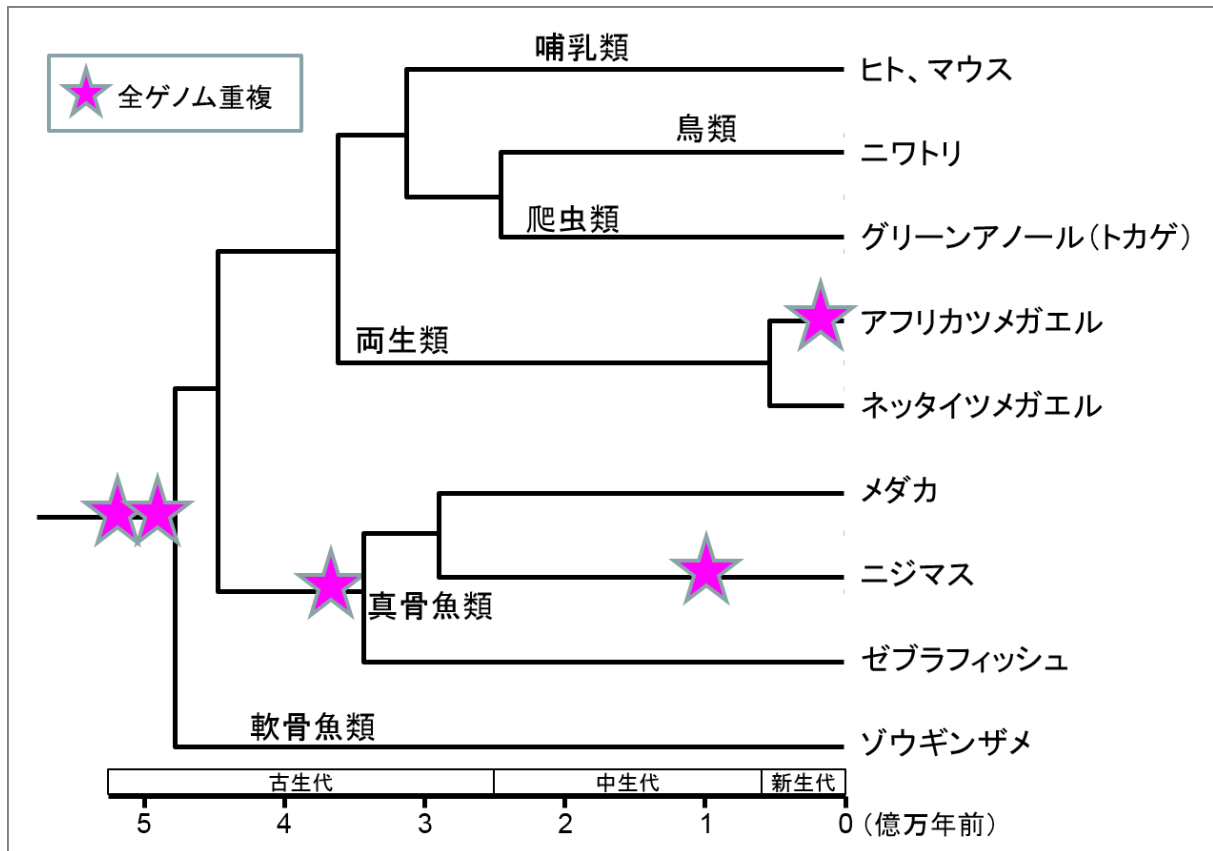 全ゲノム重複
哺乳類
ヒト、マウス
鳥類
ニワトリ
爬虫類
グリーンアノール(トカゲ)
アフリカツメガエル
両生類
ネッタイツメガエル
メダカ
ニジマス
真骨魚類
ゼブラフィッシュ
軟骨魚類
ゾウギンザメ
古生代 中生代 新生代
5 4 3 2 1 0 (億万年前)